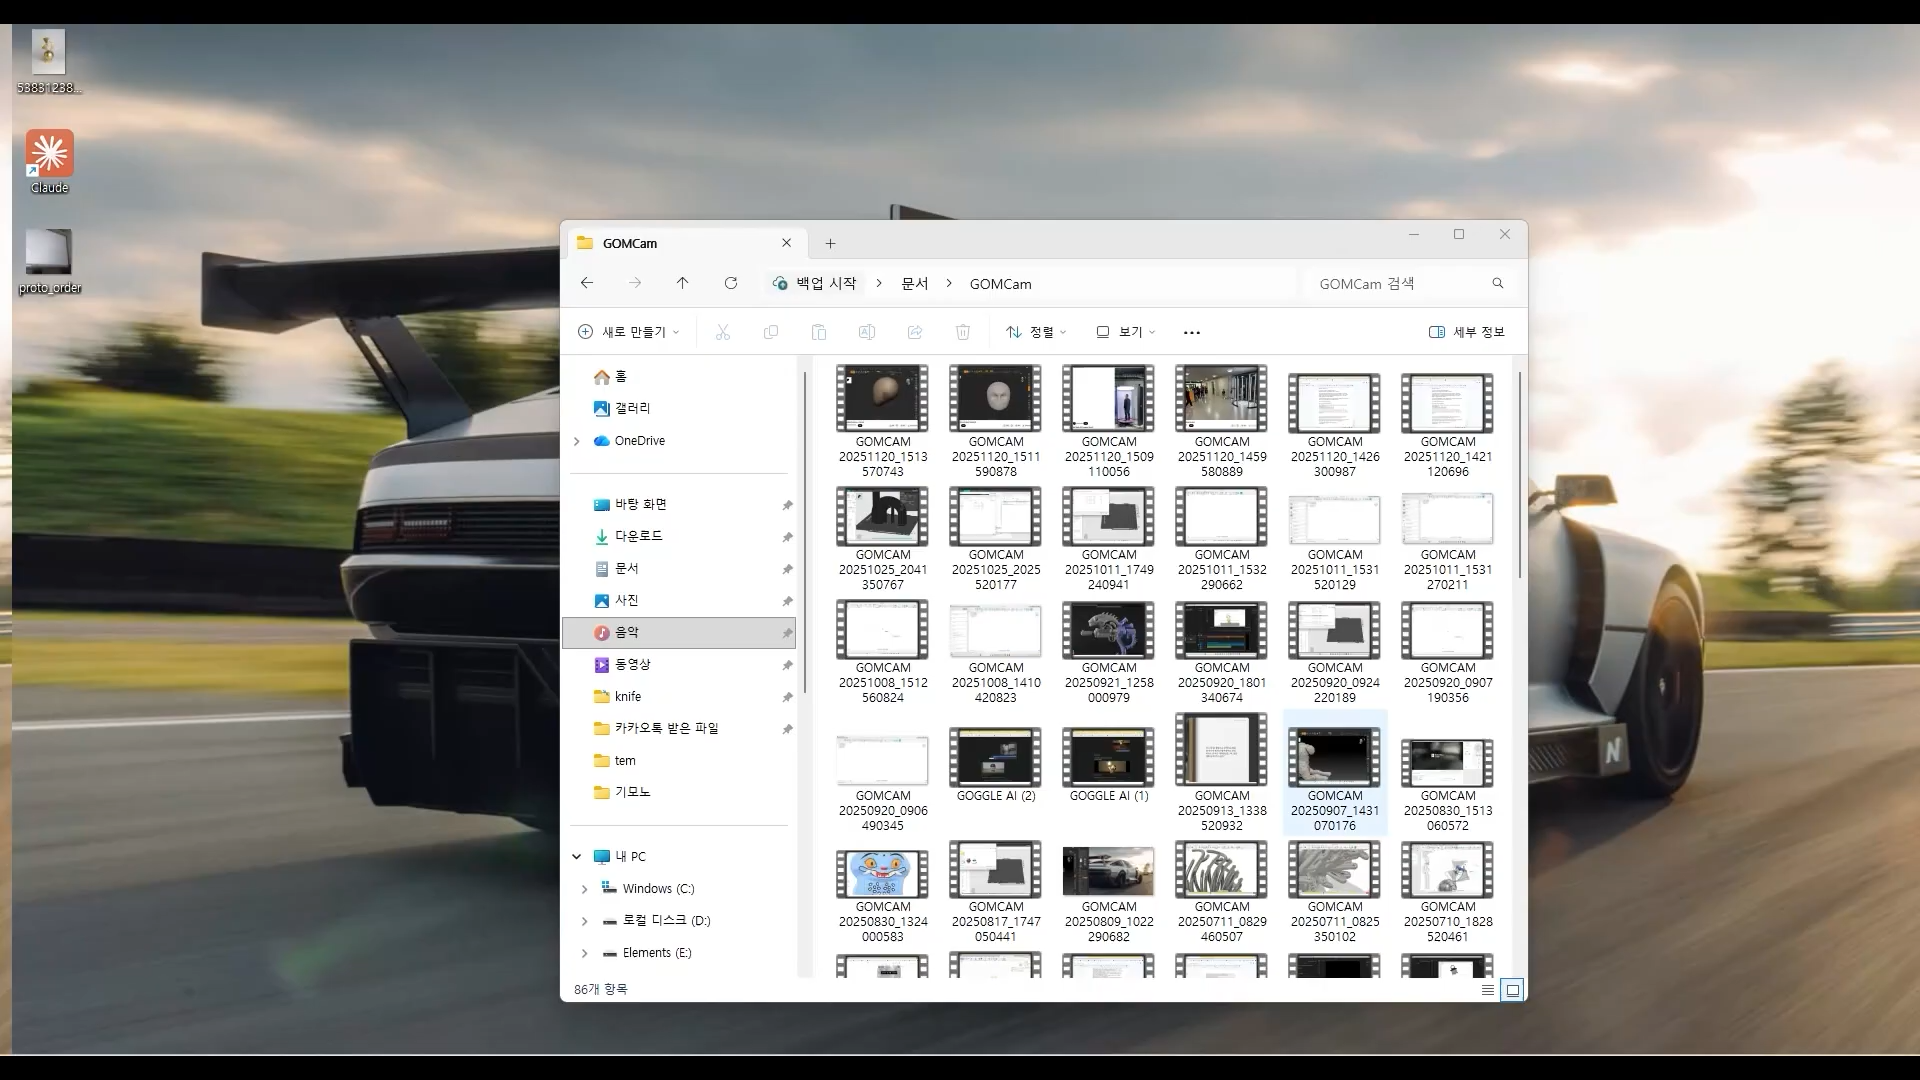 53831238...
Claude
proto_order
GOMCam
백업 시작
문서
GOMCam
GOMCam 검색
새로 만들기
정렬
보기
세부 정보
홈
갤러리
OneDrive
바탕 화면
다운로드
문서
사진
음악
동영상
knife
카카오톡 받은 파일
tem
기모노
내 PC
Windows (C:)
로컬 디스크 (D:)
Elements (E:)
GOMCAM
20251120_1513
570743
GOMCAM
20251120_1511
590878
GOMCAM
20251120_1509
110056
GOMCAM
20251120_1459
580889
GOMCAM
20251120_1426
300987
GOMCAM
20251120_1421
120696
GOMCAM
20251025_2041
350767
GOMCAM
20251025_2025
520177
GOMCAM
20251011_1749
240941
GOMCAM
20251011_1532
290662
GOMCAM
20251011_1531
520129
GOMCAM
20251011_1531
270211
GOMCAM
20251008_1512
560824
GOMCAM
20251008_1410
420823
GOMCAM
20250921_1258
000979
GOMCAM
20250920_1801
340674
GOMCAM
20250920_0924
220189
GOMCAM
20250920_0907
190356
GOMCAM
20250920_0906
490345
GOGGLE AI (2)
GOGGLE AI (1)
GOMCAM
20250913_1338
520932
GOMCAM
20250907_1431
070176
GOMCAM
20250830_1513
060572
GOMCAM
20250830_1324
000583
GOMCAM
20250817_1747
050441
GOMCAM
20250809_1022
290682
GOMCAM
20250711_0829
460507
GOMCAM
20250711_0825
350102
GOMCAM
20250710_1828
520461
86개 항목
N